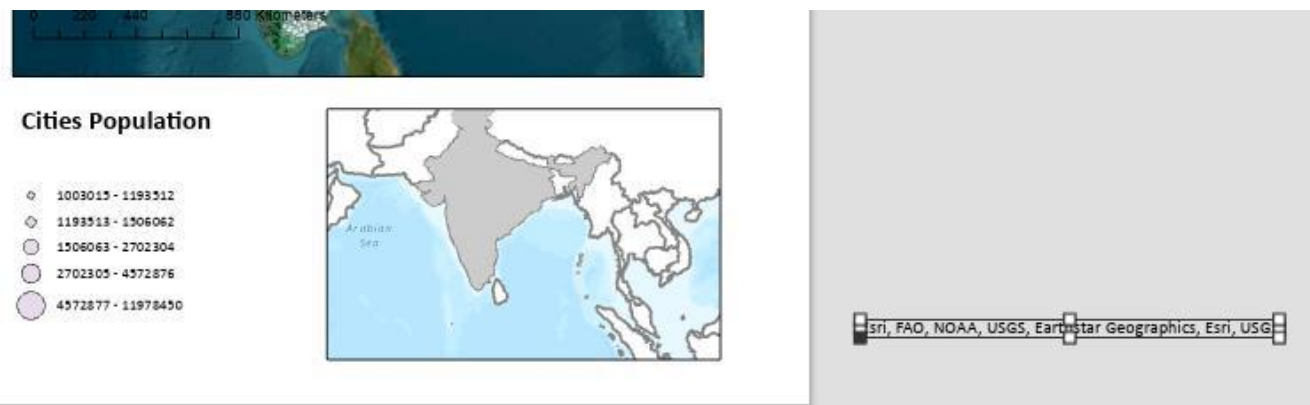 0 220 440 880 Kilometers
Cities Population
1003015 - 1193512
1193513 - 1506062
1506063 - 2702304
2702305 - 4572876
4572877 - 11978450
Arabian
Sea
Esri, FAO, NOAA, USGS, Earthstar Geographics, Esri, USG